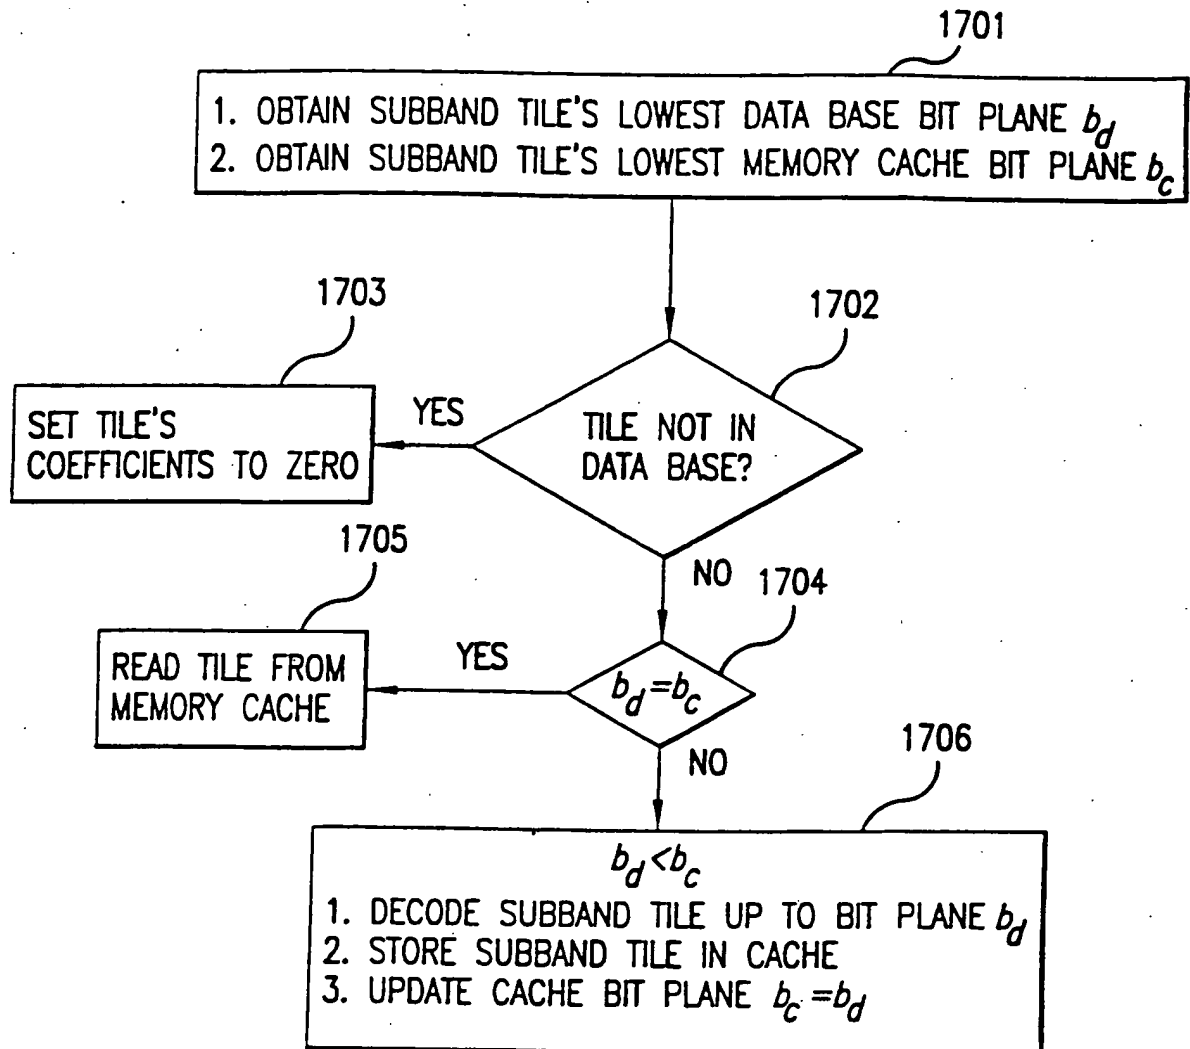 1701
1. OBTAIN SUBBAND TILE'S LOWEST DATA BASE BIT PLANE b_d
2. OBTAIN SUBBAND TILE'S LOWEST MEMORY CACHE BIT PLANE b_c
1703
1702
SET TILE'S
COEFFICIENTS TO ZERO
YES
TILE NOT IN
DATA BASE?
1705
NO
1704
READ TILE FROM
MEMORY CACHE
YES
b_d=b_c
1706
NO
b_d<b_c
1. DECODE SUBBAND TILE UP TO BIT PLANE b_d
2. STORE SUBBAND TILE IN CACHE
3. UPDATE CACHE BIT PLANE b_c=b_d